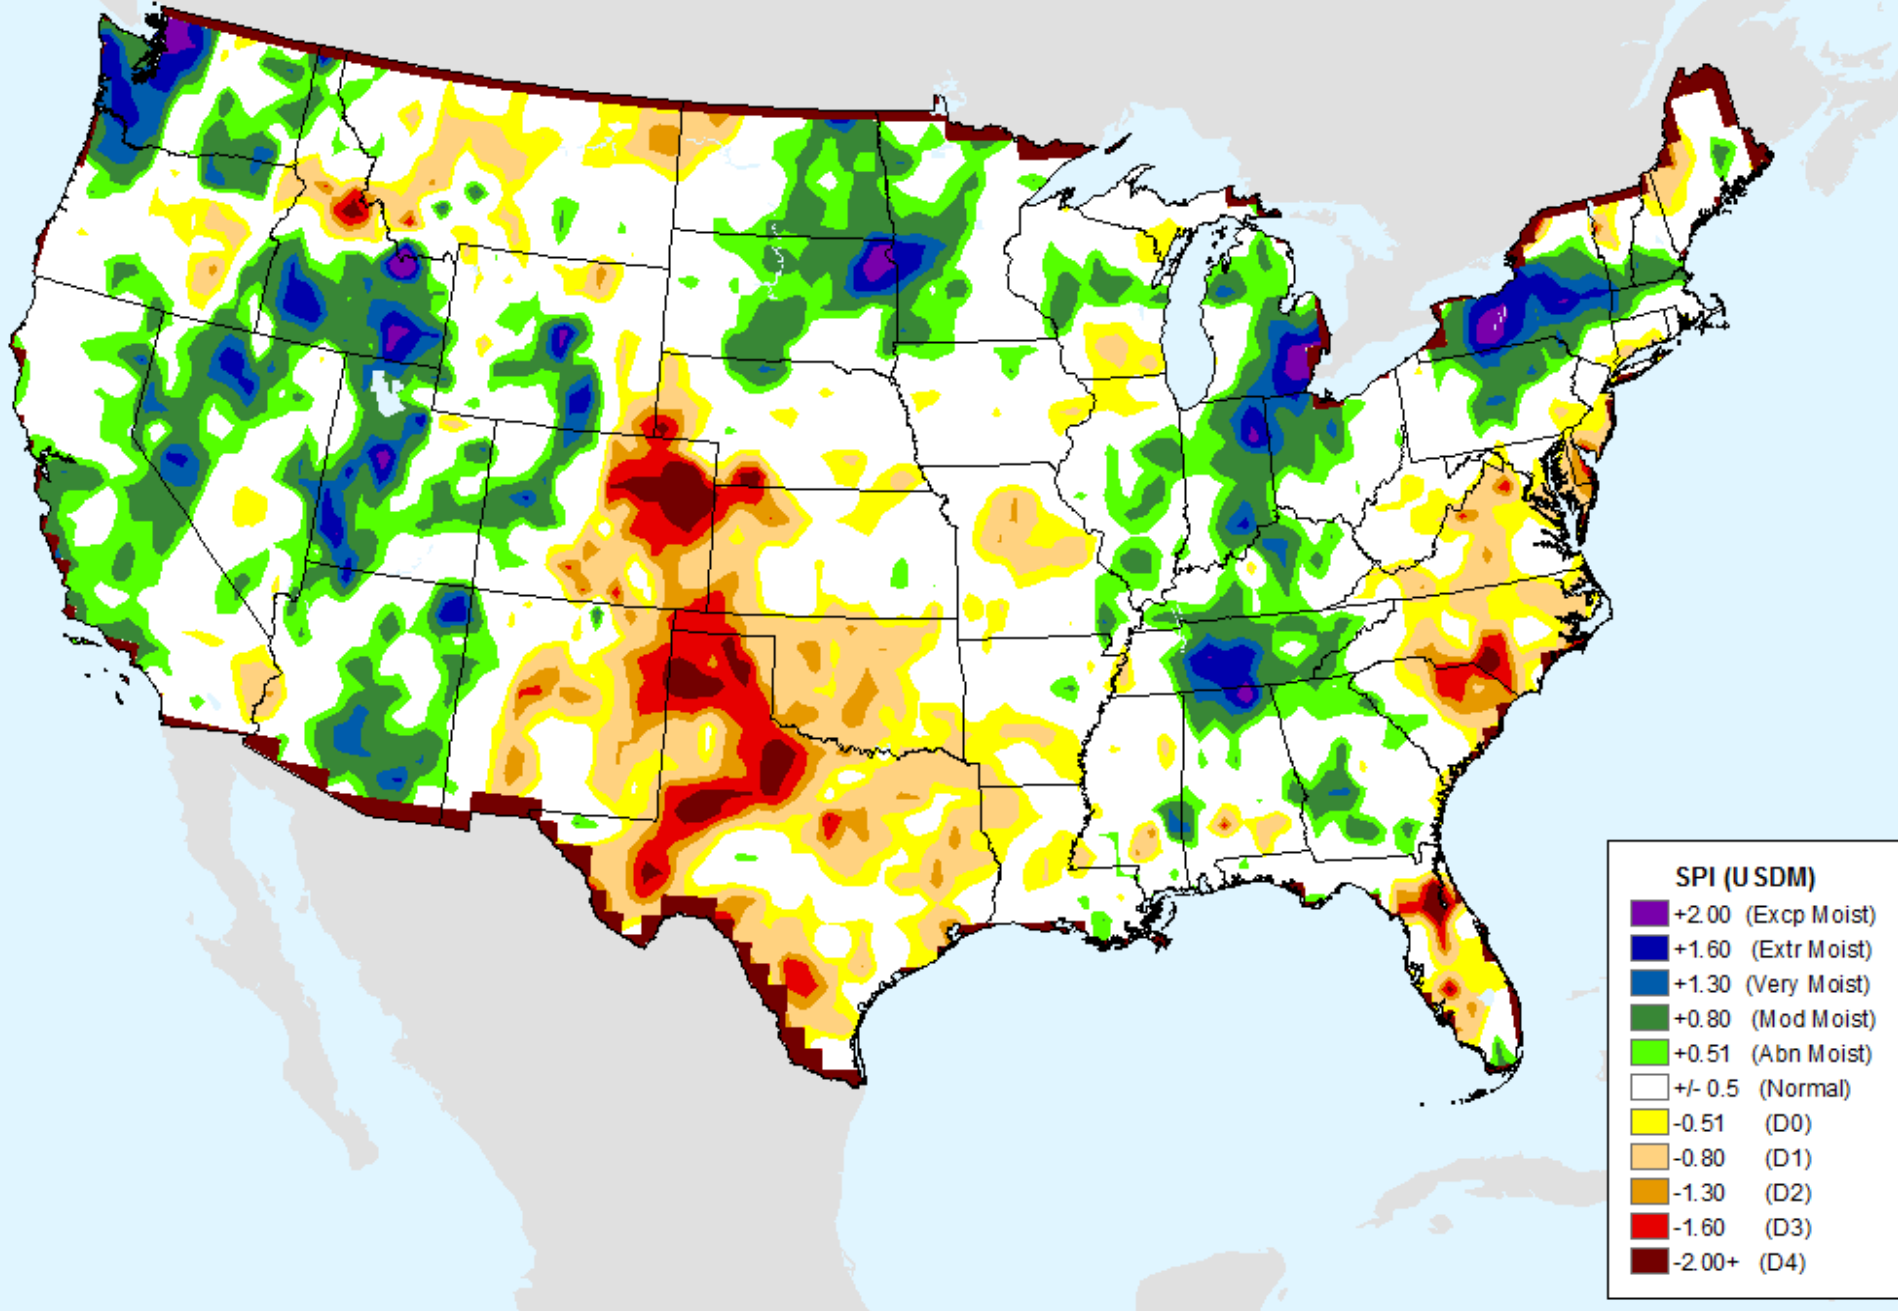 SPI (USDM)
+2.00 (Excp Moist)
+1.60 (Extr Moist)
+1.30 (Very Moist)
+0.80 (Mod Moist)
+0.51 (Abn Moist)
+/- 0.5 (Normal)
-0.51 (D0)
-0.80 (D1)
-1.30 (D2)
-1.60 (D3)
-2.00+ (D4)